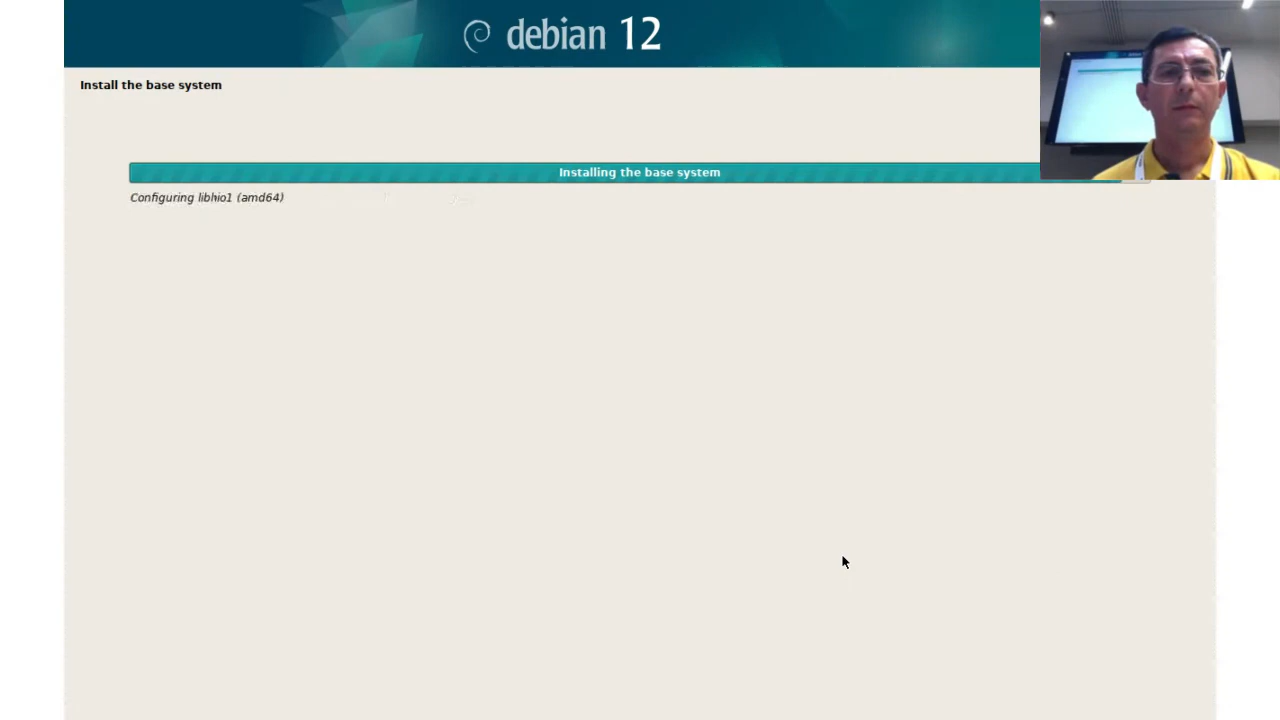 debian 12
Install the base system
Installing the base system
Configuring libhio1 (amd64)